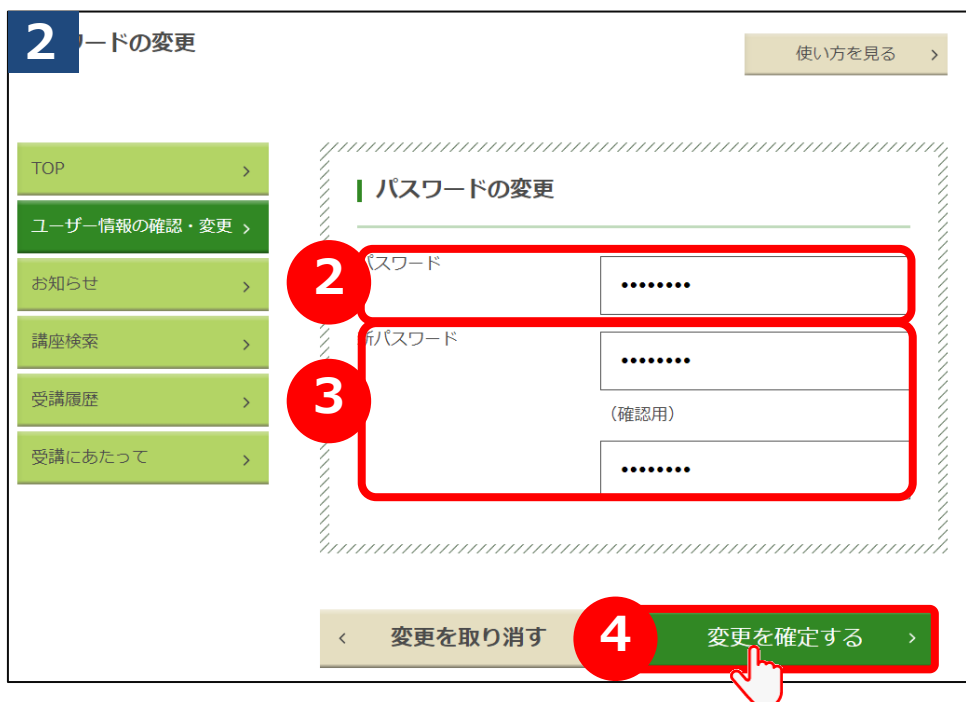 2
ードの変更
使い方を見る
TOP
ユーザー情報の確認・変更
お知らせ
講座検索
受講履歴
受講にあたって
パスワードの変更
2
パスワード
••••••••
3
新パスワード
••••••••
（確認用）
••••••••
変更を取り消す
4
変更を確定する